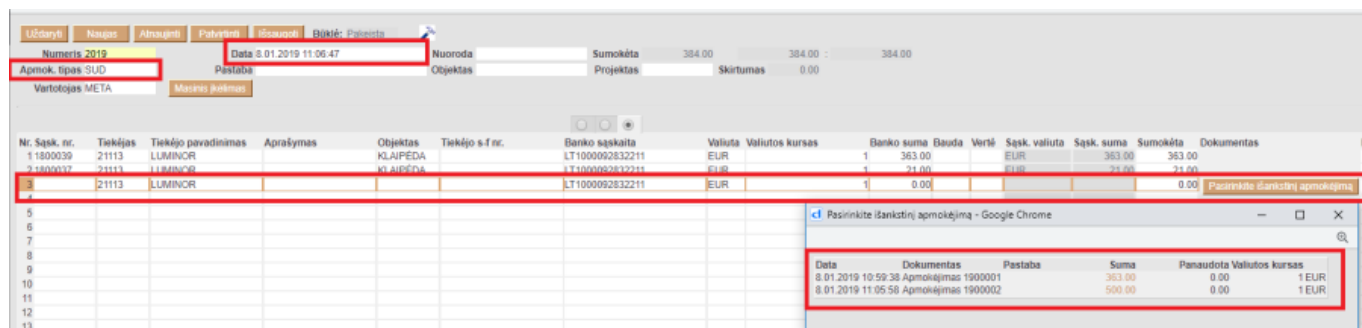 Uždaryti Naujas Atnaujinti Patvirtinti Išsaugoti Būklė: Pakeista
Numeris 2019 Data 8.01.2019 11:06:47 Nuoroda Sumokėta 384.00 384.00 : 384.00
Apmok. tipas SUD Pastaba Objektas Projektas Skirtumas 0.00
Vartotojas META Masinis įkėlimas
Nr. Sąsk. nr. Tiekėjas Tiekėjo pavadinimas Aprašymas Objektas Tiekėjo s-f nr. Banko sąskaita Valiuta Valiutos kursas Banko suma Bauda Vertė Sąsk. valiuta Sąsk. suma Sumokėta Dokumentas
1 1800039 21113 LUMINOR KLAIPĖDA LT1000092832211 EUR 1 363.00 EUR 363.00 363.00
2 1800037 21113 LUMINOR KLAIPĖDA LT1000092832211 EUR 1 21.00 EUR 21.00 21.00
3 21113 LUMINOR LT1000092832211 EUR 1 0.00 0.00 Pasirinkite išankstinį apmokėjimą
4
5
6
7
8
9
10
11
12
13
Pasirinkite išankstinį apmokėjimą - Google Chrome
Data Dokumentas Pastaba Suma Panaudota Valiutos kursas
8.01.2019 10:59:38 Apmokėjimas 1900001 363.00 0.00 1 EUR
8.01.2019 11:05:58 Apmokėjimas 1900002 500.00 0.00 1 EUR